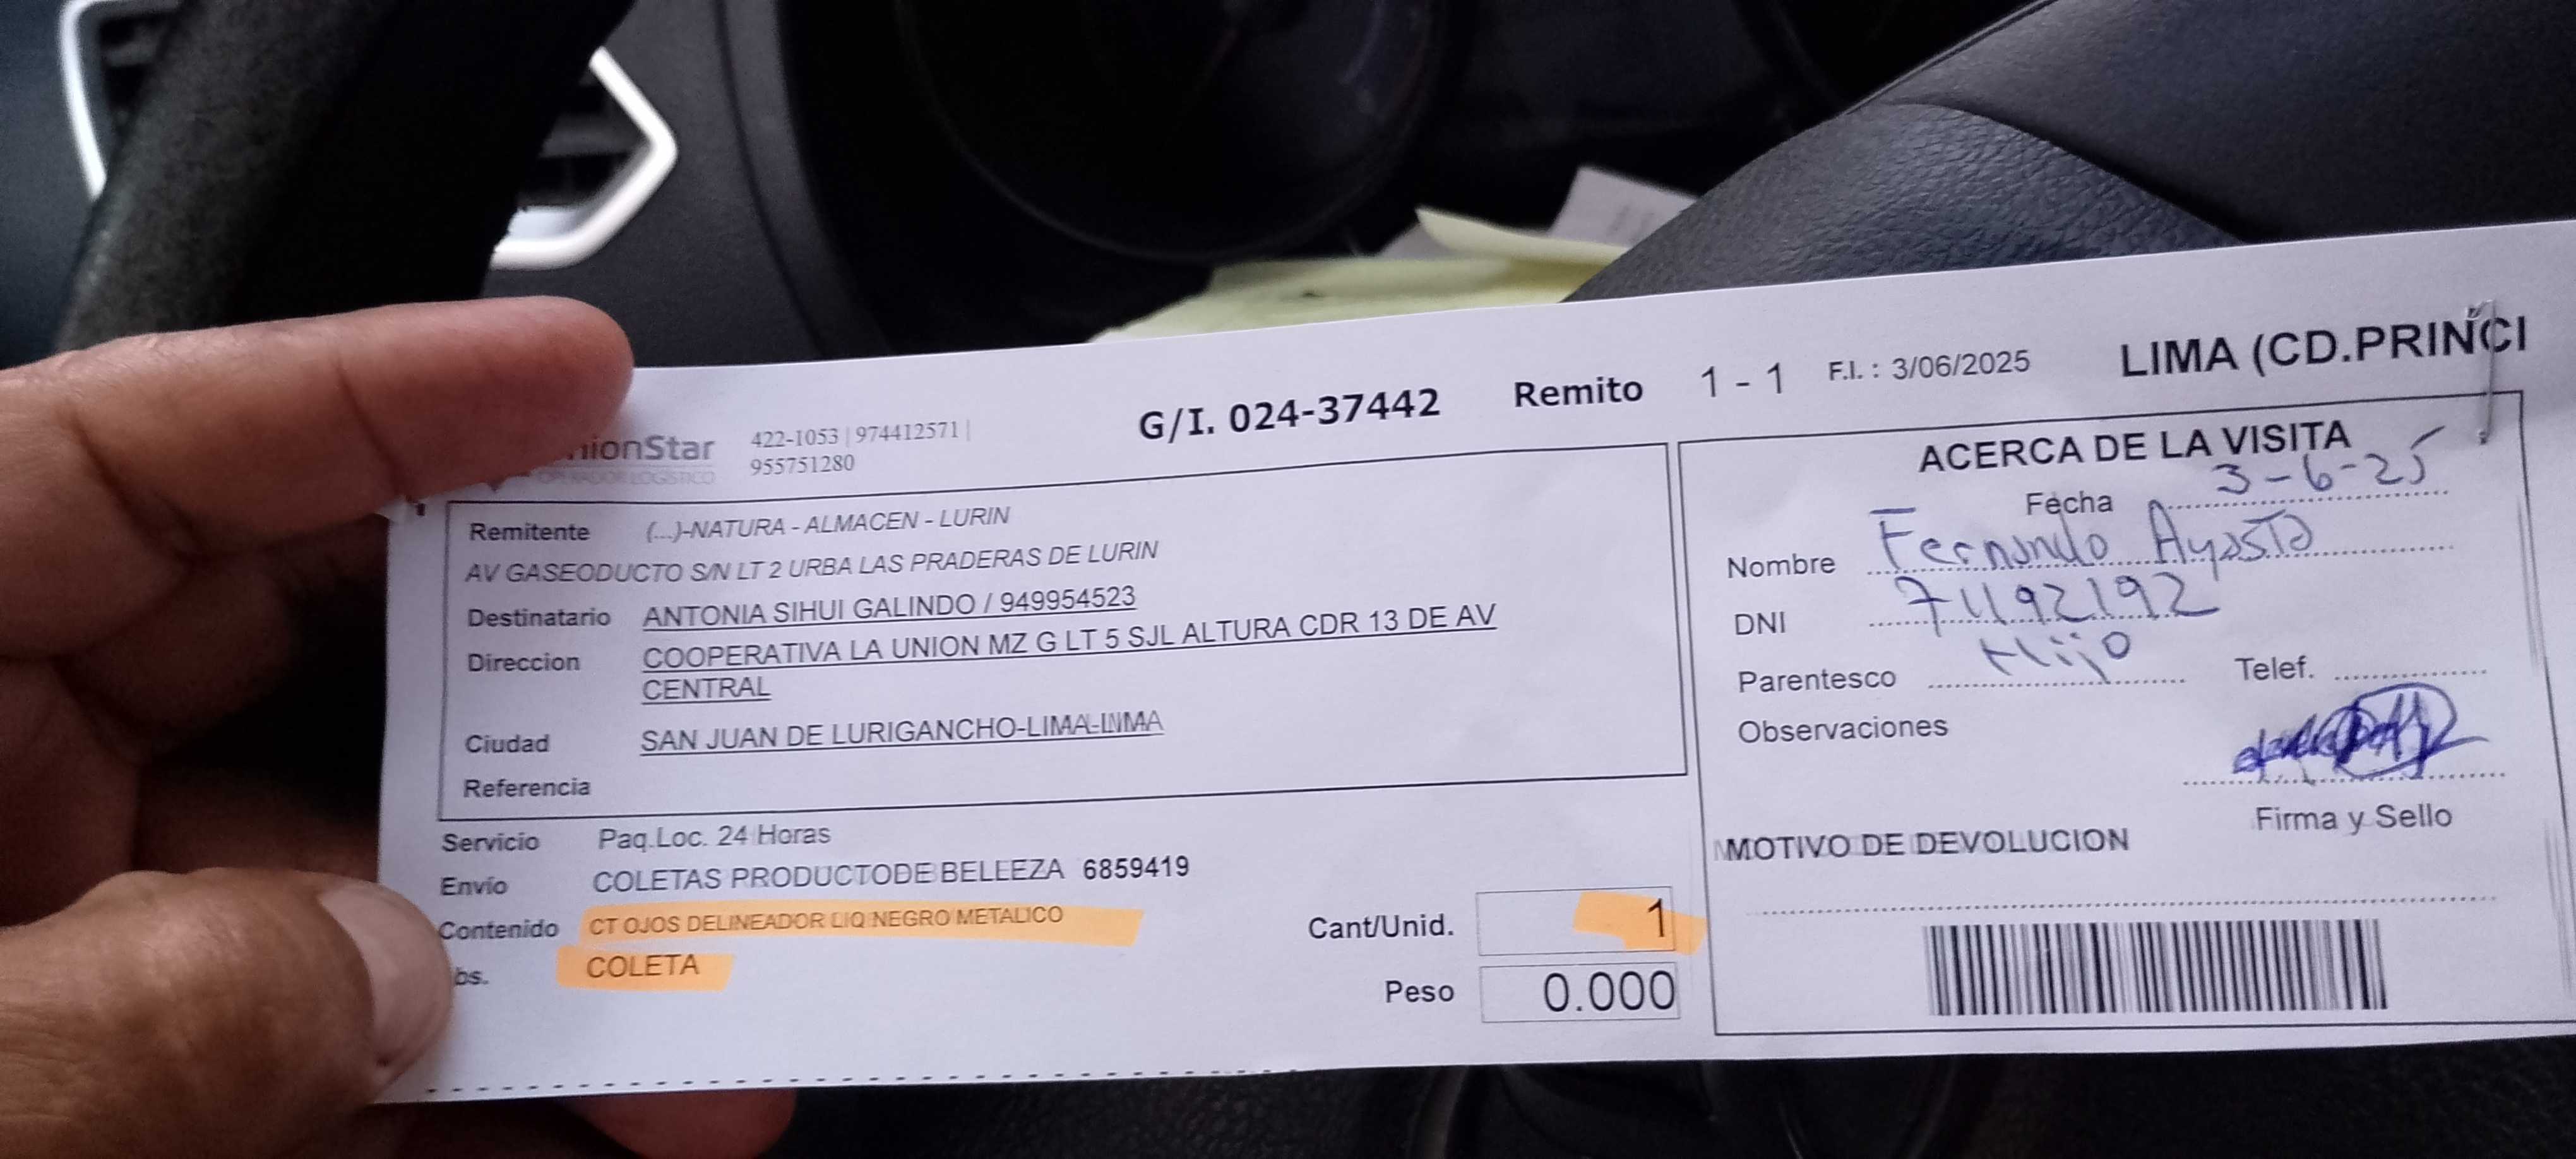 nionStar
OPERADOR LOGISTICO
422-1053 | 974412571 |
955751280
G/I. 024-37442 Remito 1 - 1 F.I. : 3/06/2025 LIMA (CD.PRINCI
Remitente (...)-NATURA - ALMACEN - LURIN
AV GASEODUCTO S/N LT 2 URBA LAS PRADERAS DE LURIN
Destinatario ANTONIA SIHUI GALINDO / 949954523
Direccion COOPERATIVA LA UNION MZ G LT 5 SJL ALTURA CDR 13 DE AV
CENTRAL
Ciudad SAN JUAN DE LURIGANCHO-LIMA-LIMA
Referencia
Servicio Paq.Loc. 24 Horas
Envío COLETAS PRODUCTODE BELLEZA 6859419
Contenido CT OJOS DELINEADOR LIQ NEGRO METALICO
bs. COLETA
Cant/Unid. 1
Peso 0.000
ACERCA DE LA VISITA
Fecha 3-6-25
Nombre Fernando
DNI
Parentesco Hijo Telef.
Observaciones
Firma y Sello
MOTIVO DE DEVOLUCION